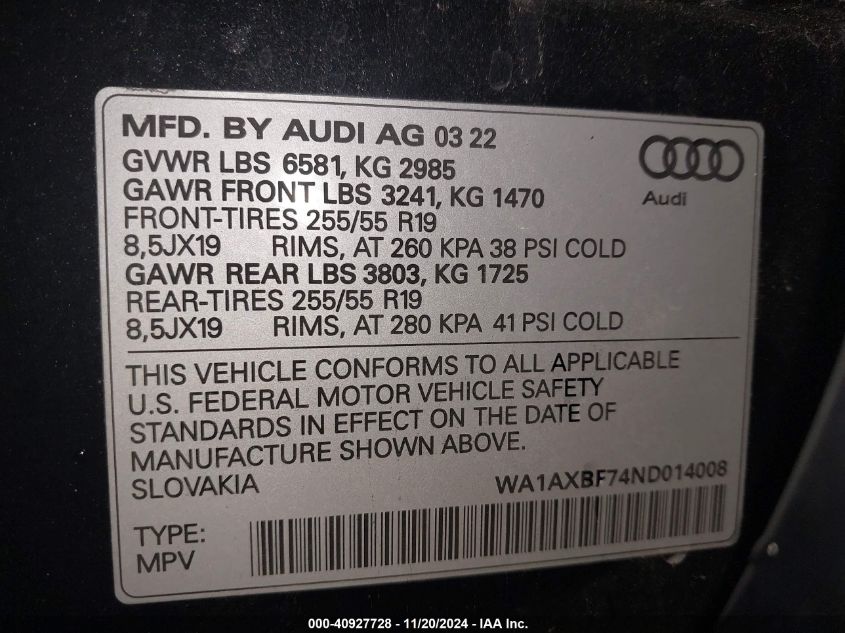 MFD. BY AUDI AG 03 22
GVWR LBS 6581, KG 2985
GAWR FRONT LBS 3241, KG 1470
FRONT-TIRES 255/55 R19
8,5JX19 RIMS, AT 260 KPA 38 PSI COLD
GAWR REAR LBS 3803, KG 1725
REAR-TIRES 255/55 R19
8,5JX19 RIMS, AT 280 KPA 41 PSI COLD
Audi
THIS VEHICLE CONFORMS TO ALL APPLICABLE
U.S. FEDERAL MOTOR VEHICLE SAFETY
STANDARDS IN EFFECT ON THE DATE OF
MANUFACTURE SHOWN ABOVE.
SLOVAKIA WA1AXBF74ND014008
TYPE:
MPV
000-40927728 - 11/20/2024 - IAA Inc.